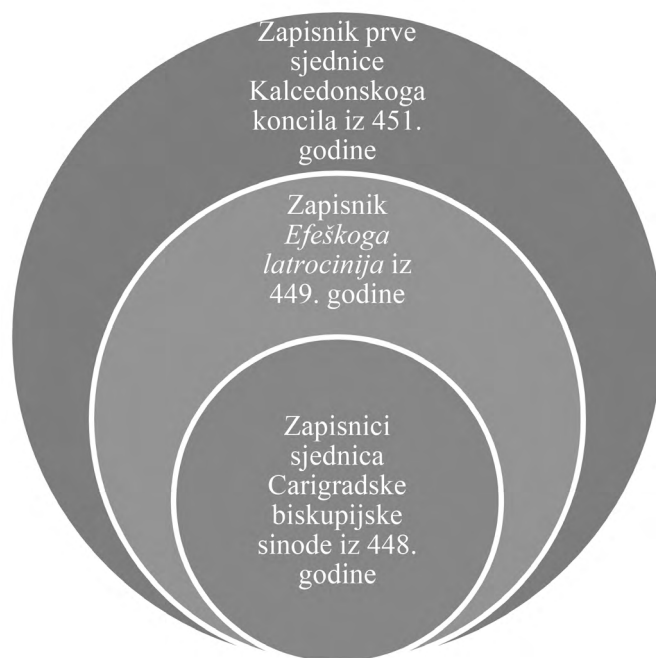 Zapisnik prve
sjednice
Kalcedonskoga
koncila iz 451.
godine
Zapisnik
Efeškoga
latrocinija iz
449. godine
Zapisnici
sjednica
Carigradske
biskupijske
sinode iz 448.
godine